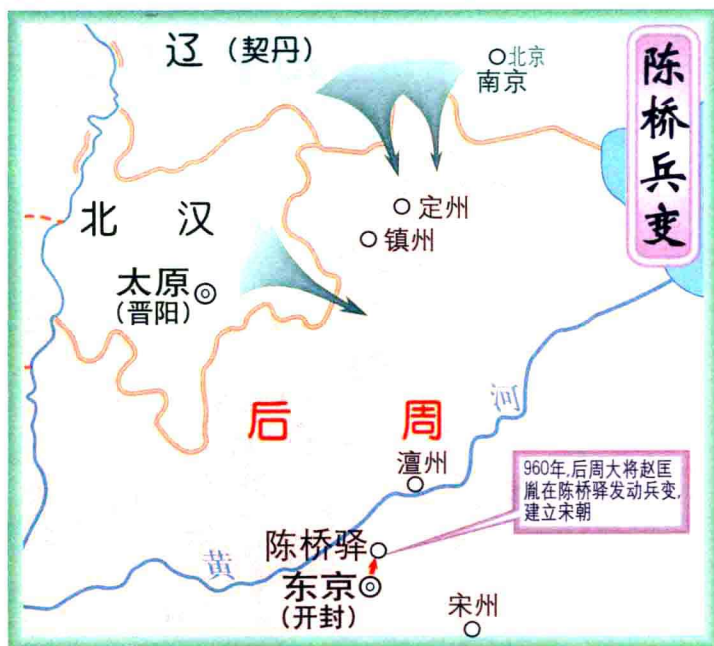 辽（契丹）
北京
南京
陈桥兵变
定州
镇州
北汉
太原
（晋阳）
后周
河
澶州
960年,后周大将赵匡
胤在陈桥驿发动兵变,
建立宋朝
陈桥驿
黄
东京
（开封）
宋州